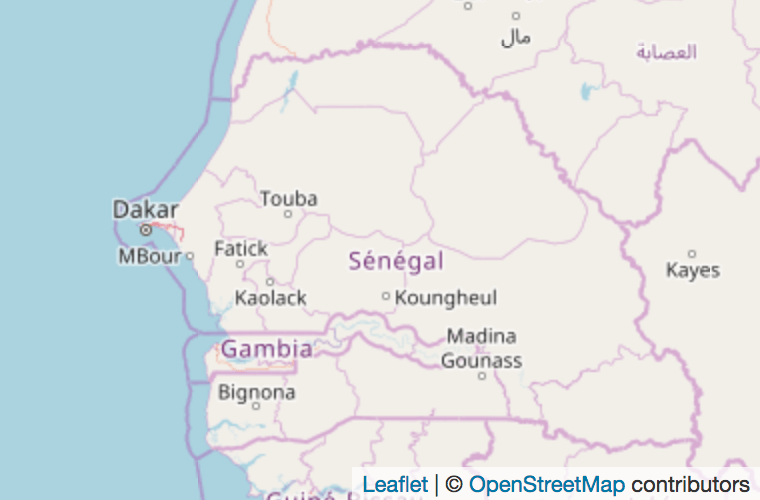 مال
العصابة
Touba
Dakar
Fatick
MBour
Sénégal
Kayes
Kaolack
Koungheul
Madina
Gounass
Gambia
Bignona
Leaflet | © OpenStreetMap contributors